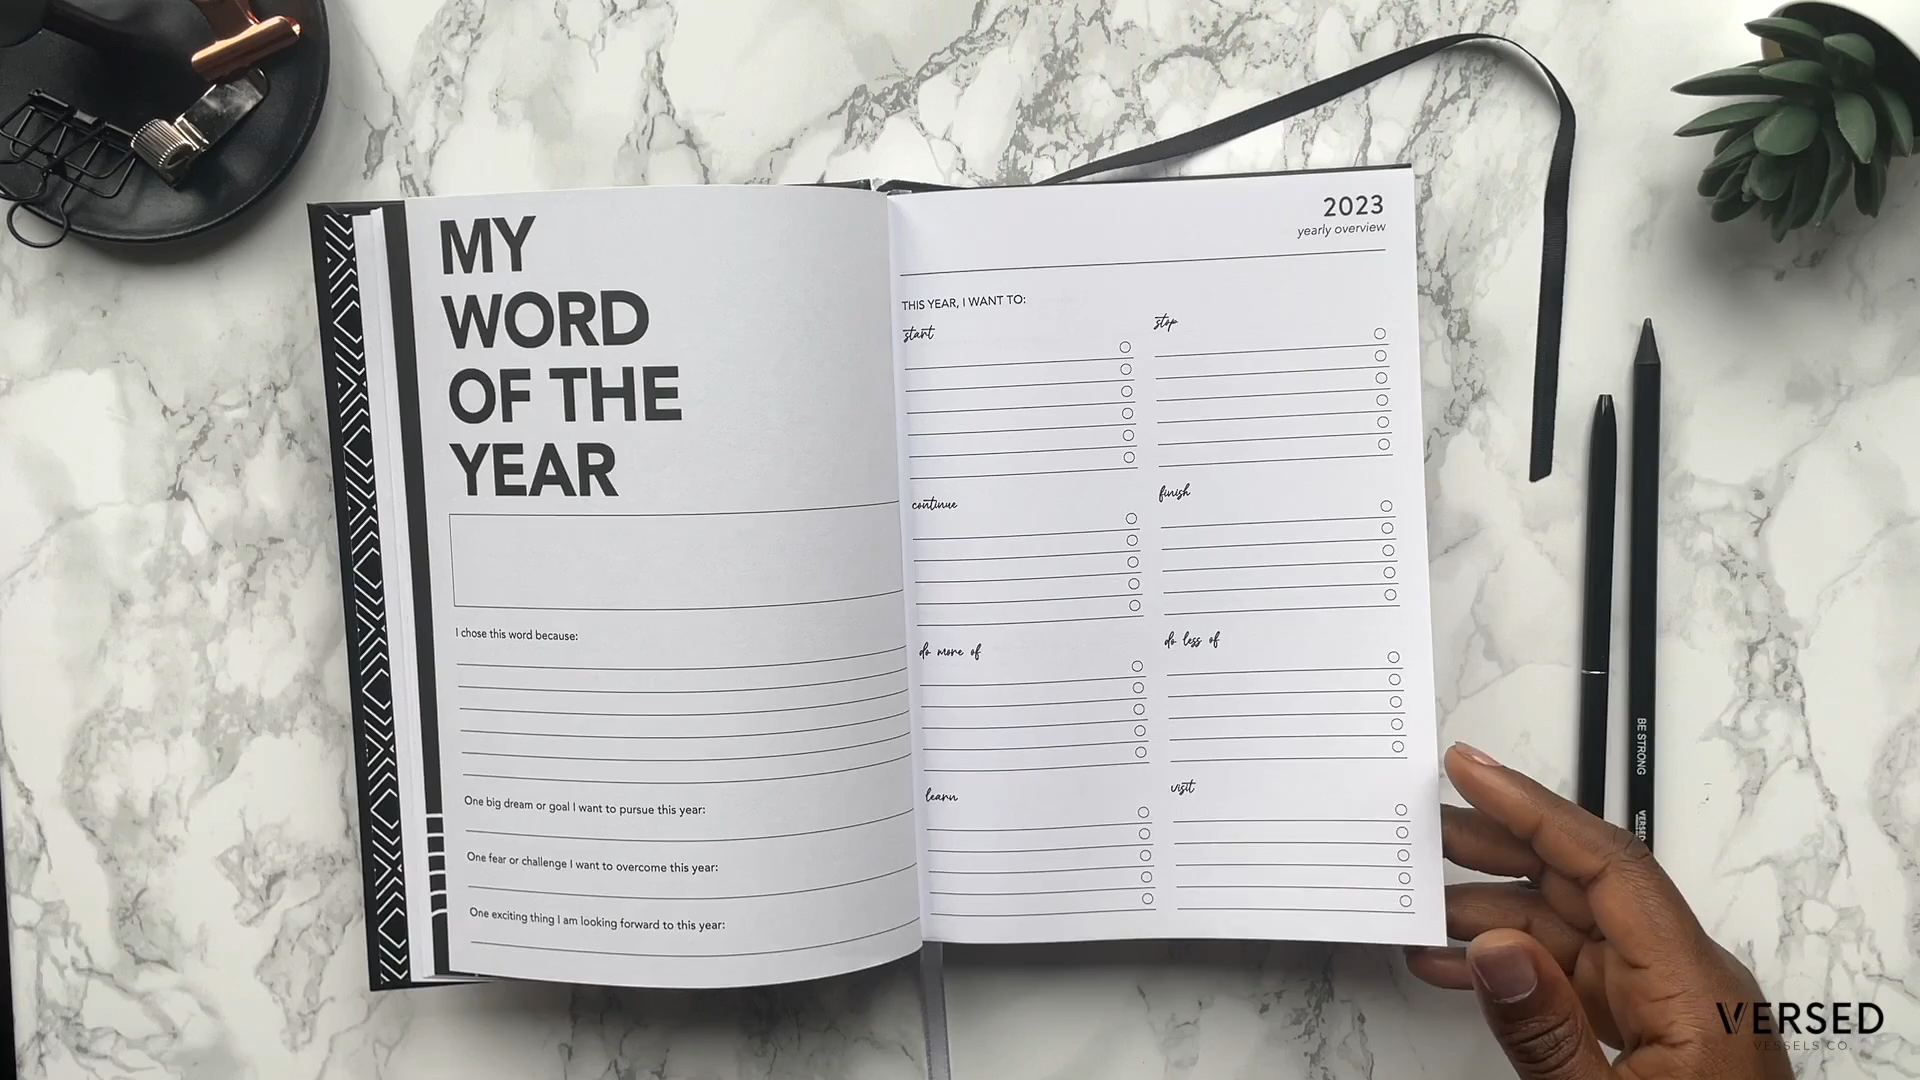 MY
WORD
OF THE
YEAR
I chose this word because:
One big dream or goal I want to pursue this year:
One fear or challenge I want to overcome this year:
One exciting thing I am looking forward to this year:
2023
yearly overview
THIS YEAR, I WANT TO:
start
stop
continue
finish
do more of
do less of
learn
visit
BE STRONG
VERSED
VERSED
VESSELS CO.